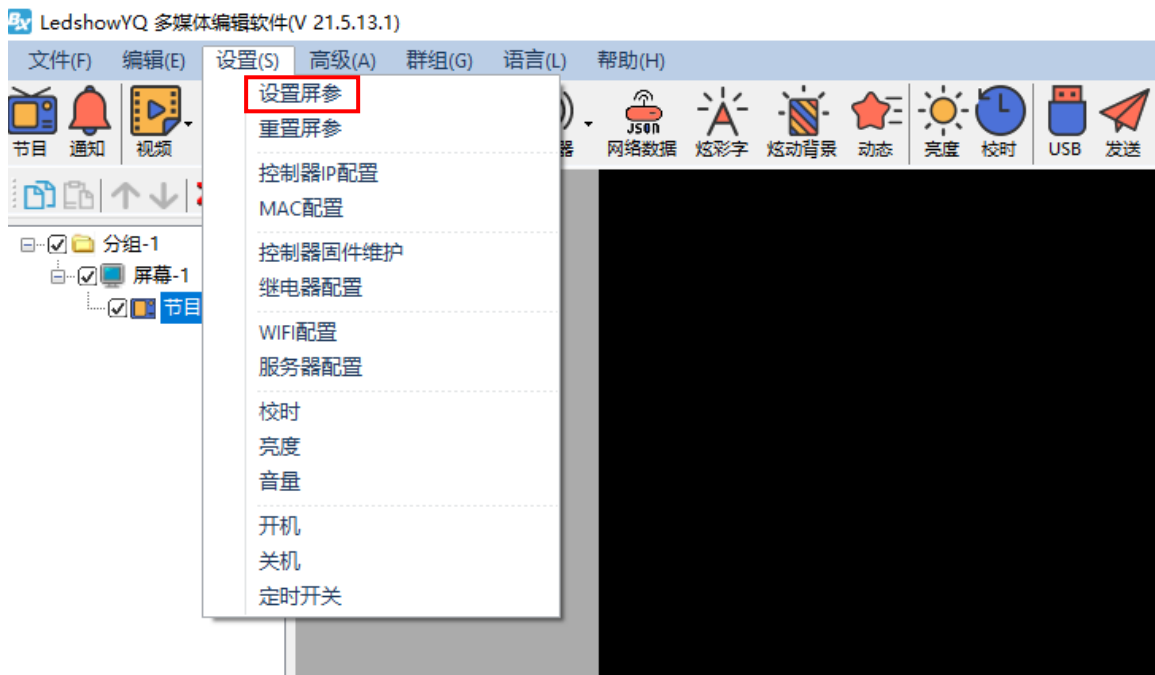 LedshowYQ 多媒体编辑软件(V 21.5.13.1)
文件(F) 编辑(E) 设置(S) 高级(A) 群组(G) 语言(L) 帮助(H)
节目 通知 视频 器 网络数据 炫彩字 炫动背景 动态 亮度 校时 USB 发送
JSON
设置屏参
重置屏参
控制器IP配置
MAC配置
控制器固件维护
继电器配置
WIFI配置
服务器配置
校时
亮度
音量
开机
关机
定时开关
分组-1
屏幕-1
节目